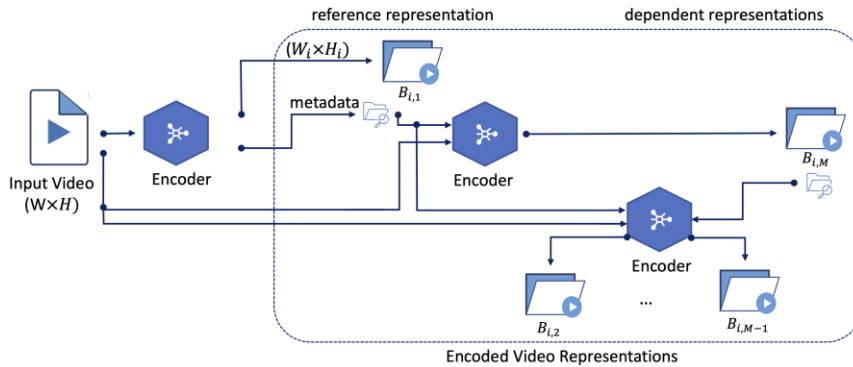 reference representation
dependent representations
(W_i×H_i)
B_{i,1}
metadata
Encoder
Input Video
(W×H)
Encoder
B_{i,M}
Encoder
B_{i,2}
...
B_{i,M−1}
Encoded Video Representations